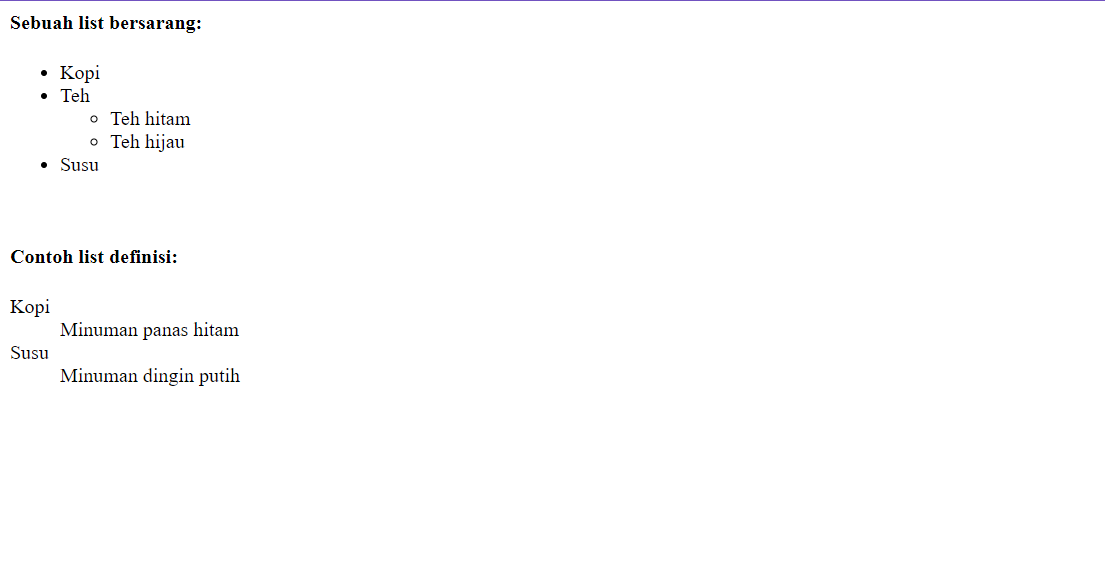 Sebuah list bersarang:
Kopi
Teh
Teh hitam
Teh hijau
Susu
Contoh list definisi:
Kopi
Minuman panas hitam
Susu
Minuman dingin putih